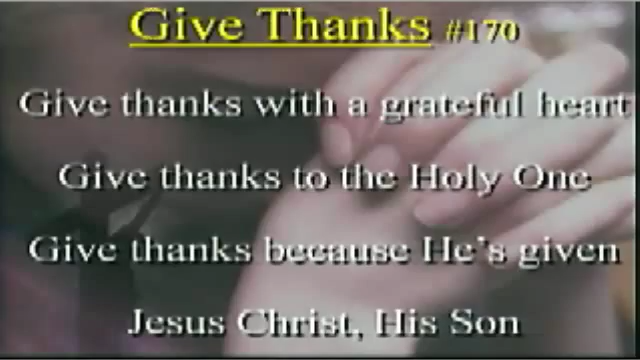 Give Thanks #170
Give thanks with a grateful heart
Give thanks to the Holy One
Give thanks because He's given
Jesus Christ, His Son